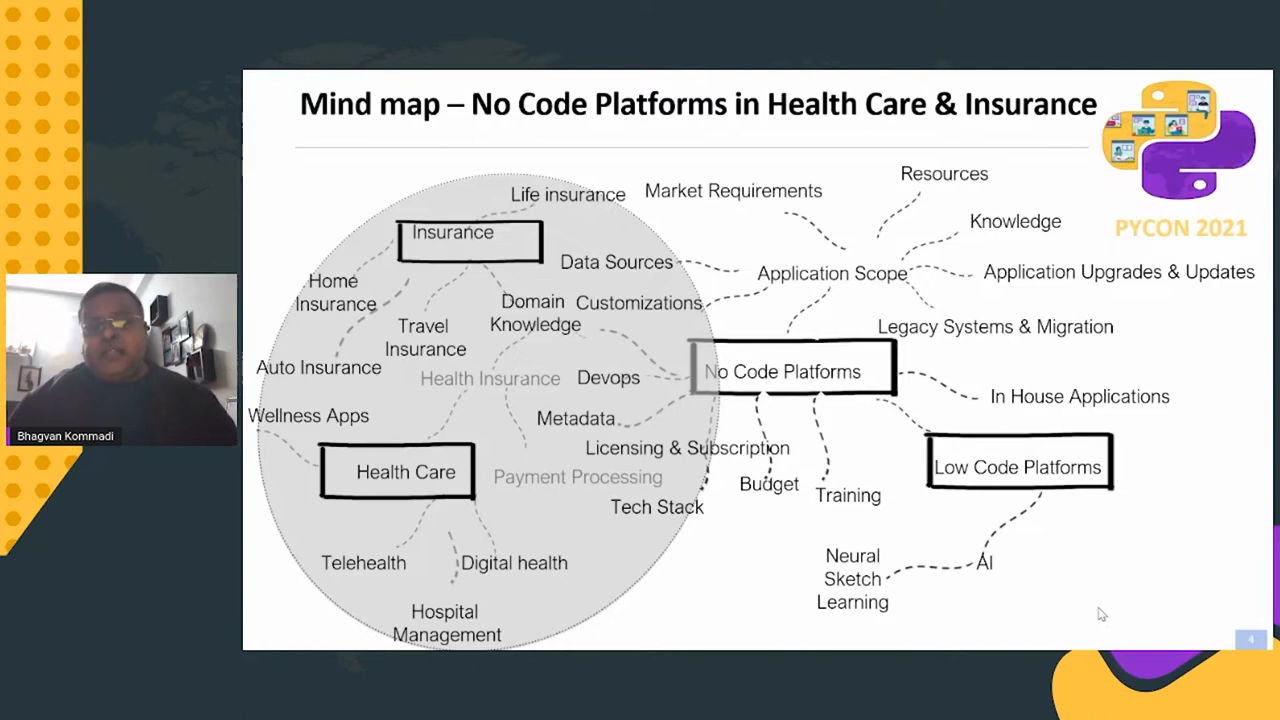 Mind map – No Code Platforms in Health Care & Insurance
PYCON 2021
Life insurance
Insurance
Home
Insurance
Travel
Insurance
Auto Insurance
Domain
Knowledge
Health Insurance
Wellness Apps
Health Care
Payment Processing
Telehealth
Digital health
Hospital
Management
Market Requirements
Resources
Knowledge
Data Sources
Application Scope
Application Upgrades & Updates
Customizations
Legacy Systems & Migration
No Code Platforms
Devops
Metadata
Licensing & Subscription
Tech Stack
Budget
Training
In House Applications
Low Code Platforms
AI
Neural
Sketch
Learning
4
Bhagvan Kommadi